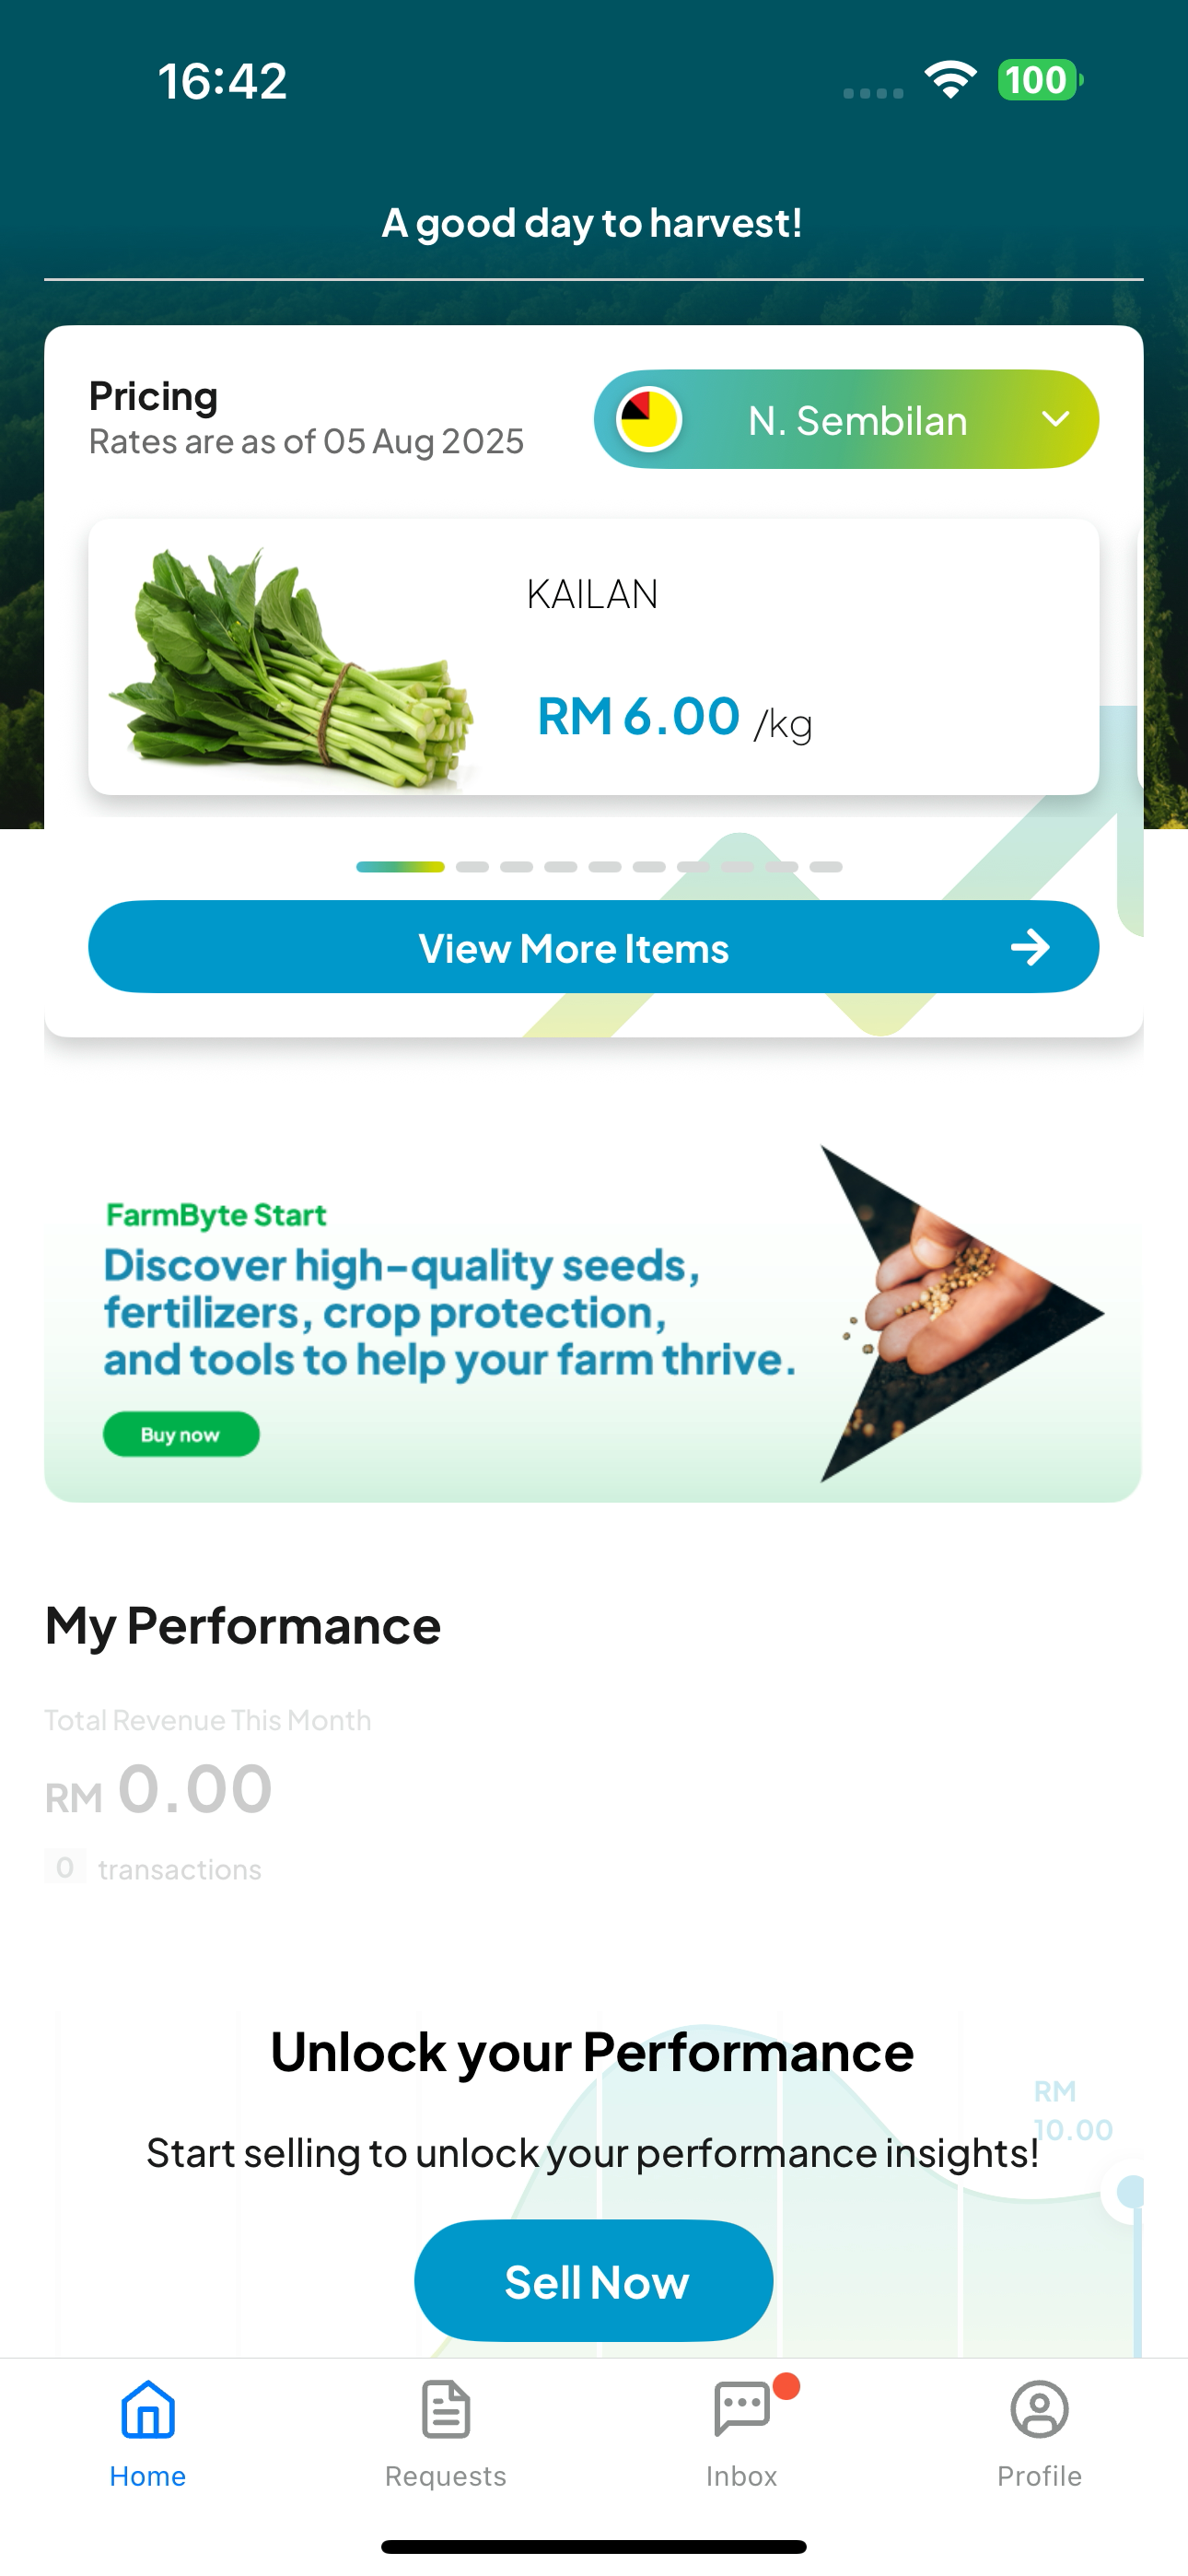 16:42
100
A good day to harvest!
Pricing
Rates are as of 05 Aug 2025
N. Sembilan
KAILAN
RM 6.00 /kg
View More Items
FarmByte Start
Discover high-quality seeds,
fertilizers, crop protection,
and tools to help your farm thrive.
Buy now
My Performance
Total Revenue This Month
RM 0.00
0 transactions
Unlock your Performance
RM
10.00
Start selling to unlock your performance insights!
Sell Now
Home
Requests
Inbox
Profile